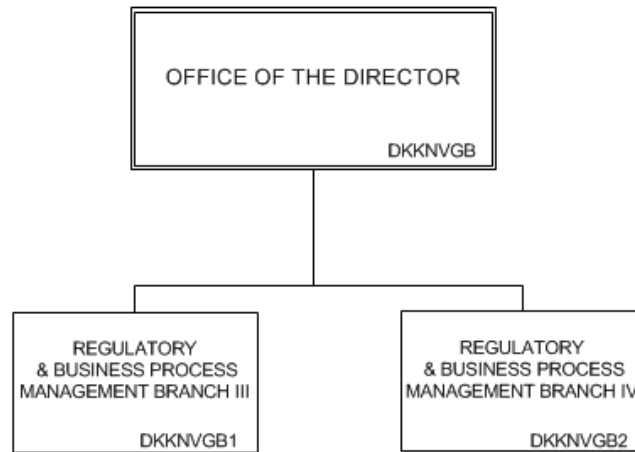 OFFICE OF THE DIRECTOR
DKKNVGB
REGULATORY
& BUSINESS PROCESS
MANAGEMENT BRANCH III
DKKNVGB1
REGULATORY
& BUSINESS PROCESS
MANAGEMENT BRANCH IV
DKKNVGB2